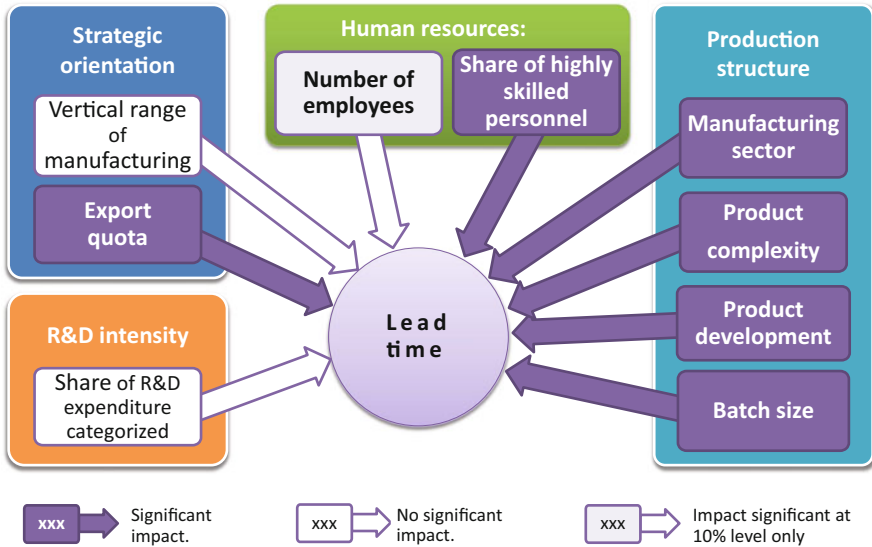 Strategic
orientation
Vertical range
of
manufacturing
Export
quota
R&D intensity
Share of R&D
expenditure
categorized
Human resources:
Number of
employees
Share of highly
skilled
personnel
Production
structure
Manufacturing
sector
Product
complexity
Product
development
Batch size
Lead
time
xxx
Significant
impact.
xxx
No significant
impact.
xxx
Impact significant at
10% level only